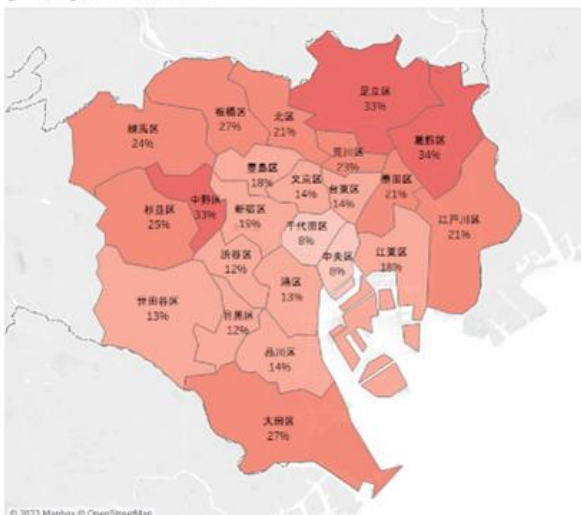 足立区
33%
板橋区
27%
北区
21%
練馬区
24%
葛飾区
34%
荒川区
23%
豊島区
18%
文京区
14%
台東区
14%
墨田区
21%
中野区
33%
杉並区
25%
新宿区
19%
千代田区
8%
江戸川区
21%
渋谷区
12%
中央区
8%
江東区
18%
港区
13%
世田谷区
13%
目黒区
12%
品川区
14%
大田区
27%
© 2023 Mapbox © OpenStreetMap